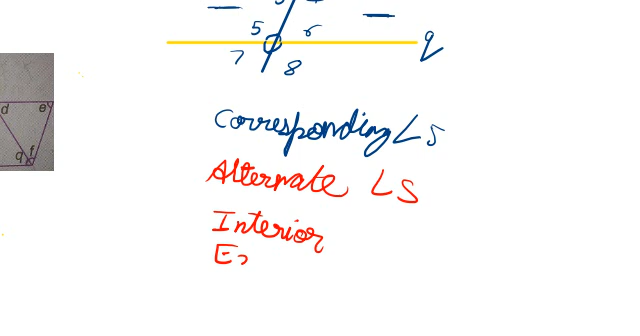 5 6
q
7 8
d e
q f
Corresponding ∠s
Alternate ∠s
Interior